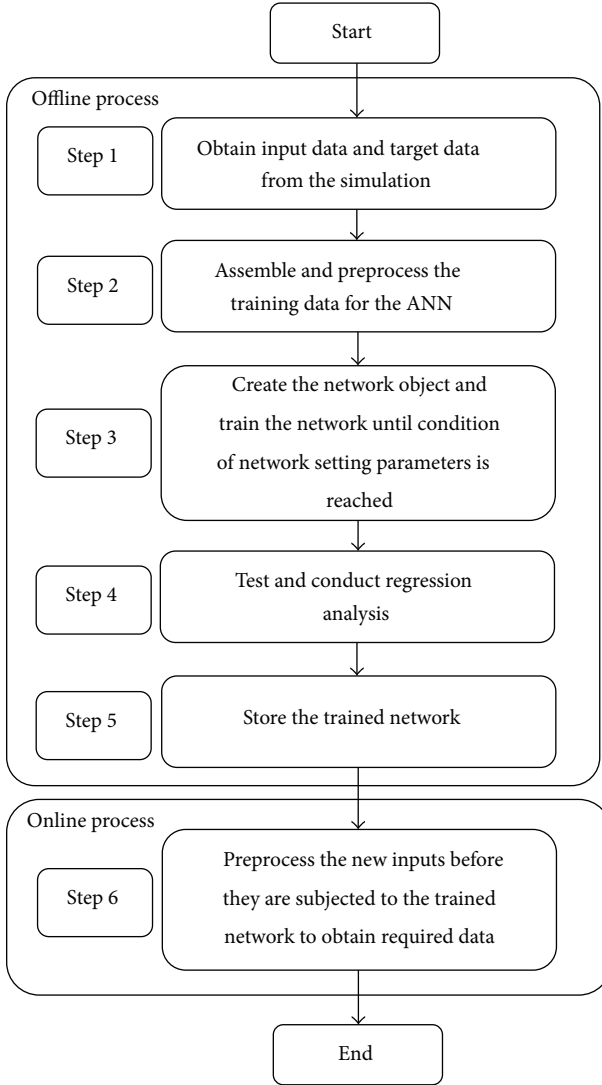 Start
Offline process
Step 1
Obtain input data and target data
from the simulation
Step 2
Assemble and preprocess the
training data for the ANN
Step 3
Create the network object and
train the network until condition
of network setting parameters is
reached
Step 4
Test and conduct regression
analysis
Step 5
Store the trained network
Online process
Step 6
Preprocess the new inputs before
they are subjected to the trained
network to obtain required data
End